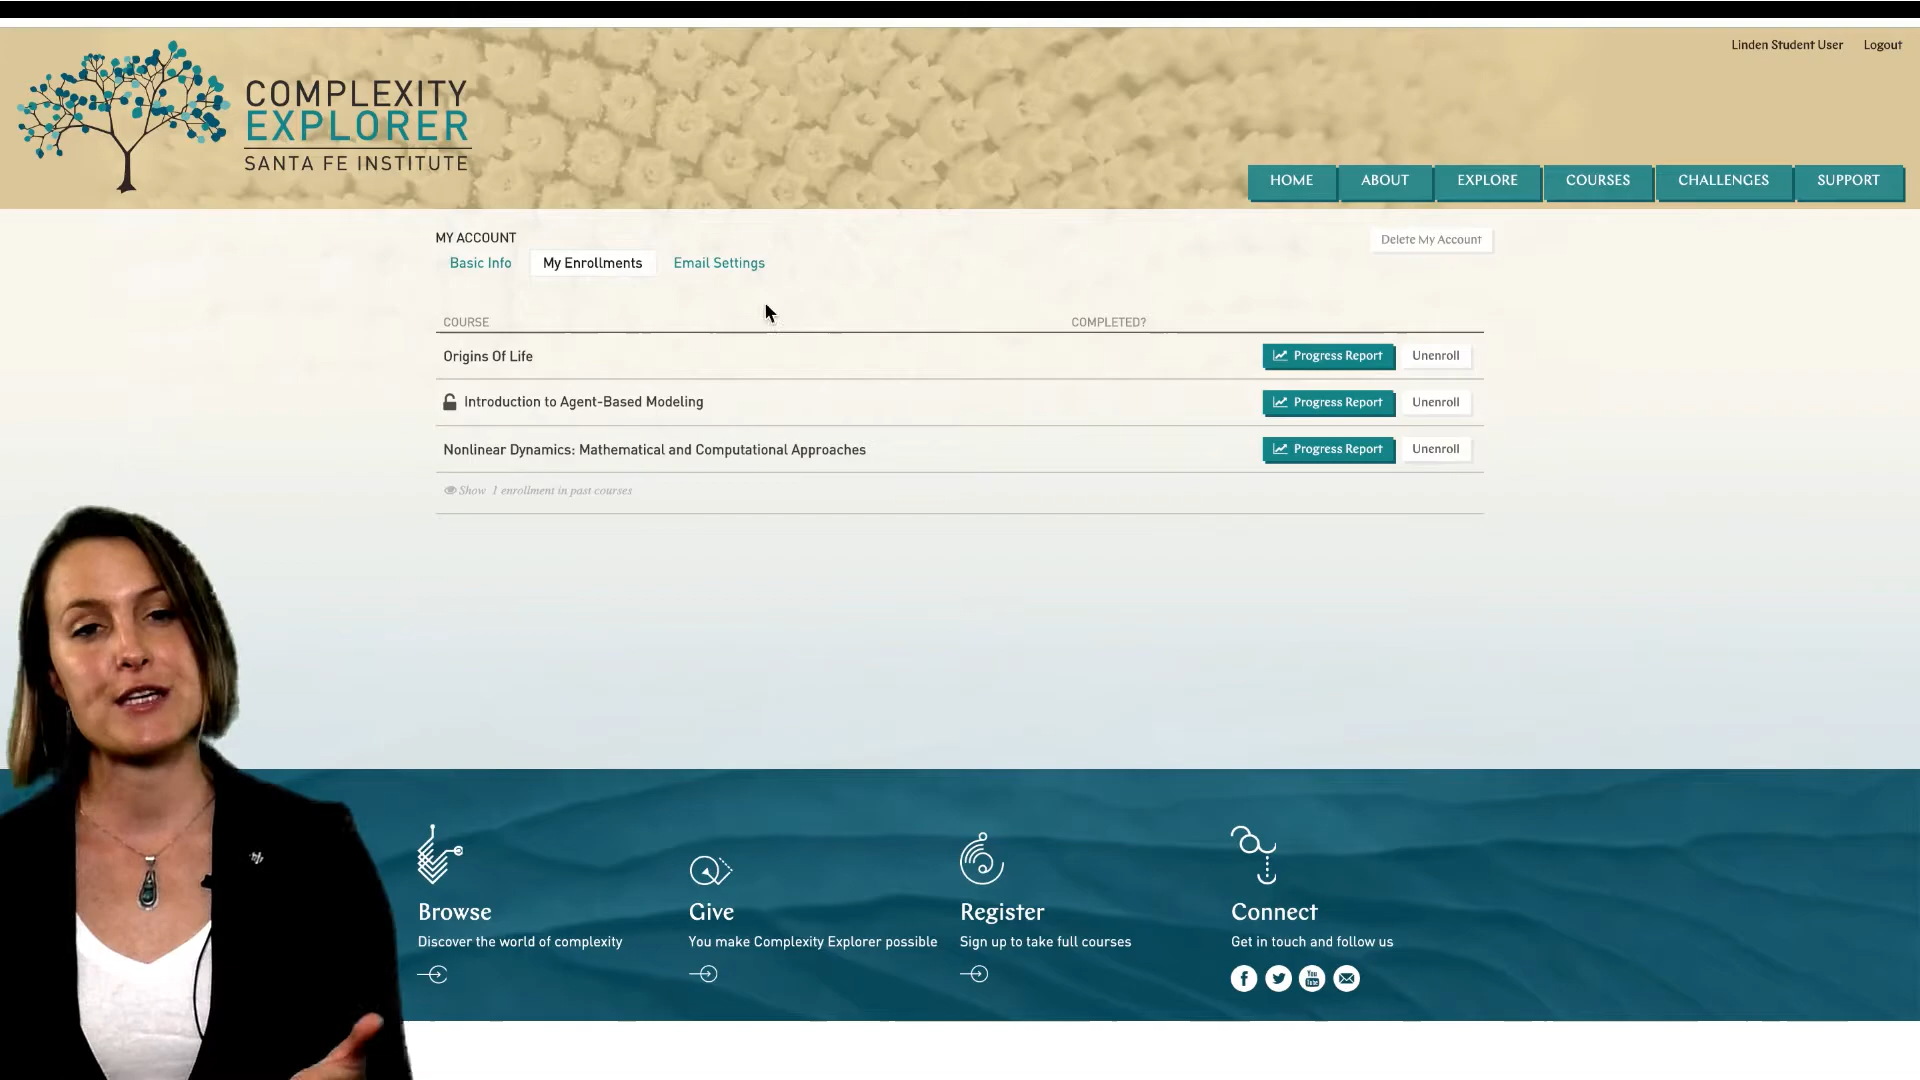 Linden Student User Logout
COMPLEXITY
EXPLORER
SANTA FE INSTITUTE
HOME ABOUT EXPLORE COURSES CHALLENGES SUPPORT
MY ACCOUNT
Delete My Account
Basic Info My Enrollments Email Settings
COURSE COMPLETED?
Origins Of Life Progress Report Unenroll
Introduction to Agent-Based Modeling Progress Report Unenroll
Nonlinear Dynamics: Mathematical and Computational Approaches Progress Report Unenroll
Show 1 enrollment in past courses
Browse Give Register Connect
Discover the world of complexity You make Complexity Explorer possible Sign up to take full courses Get in touch and follow us
You Tube